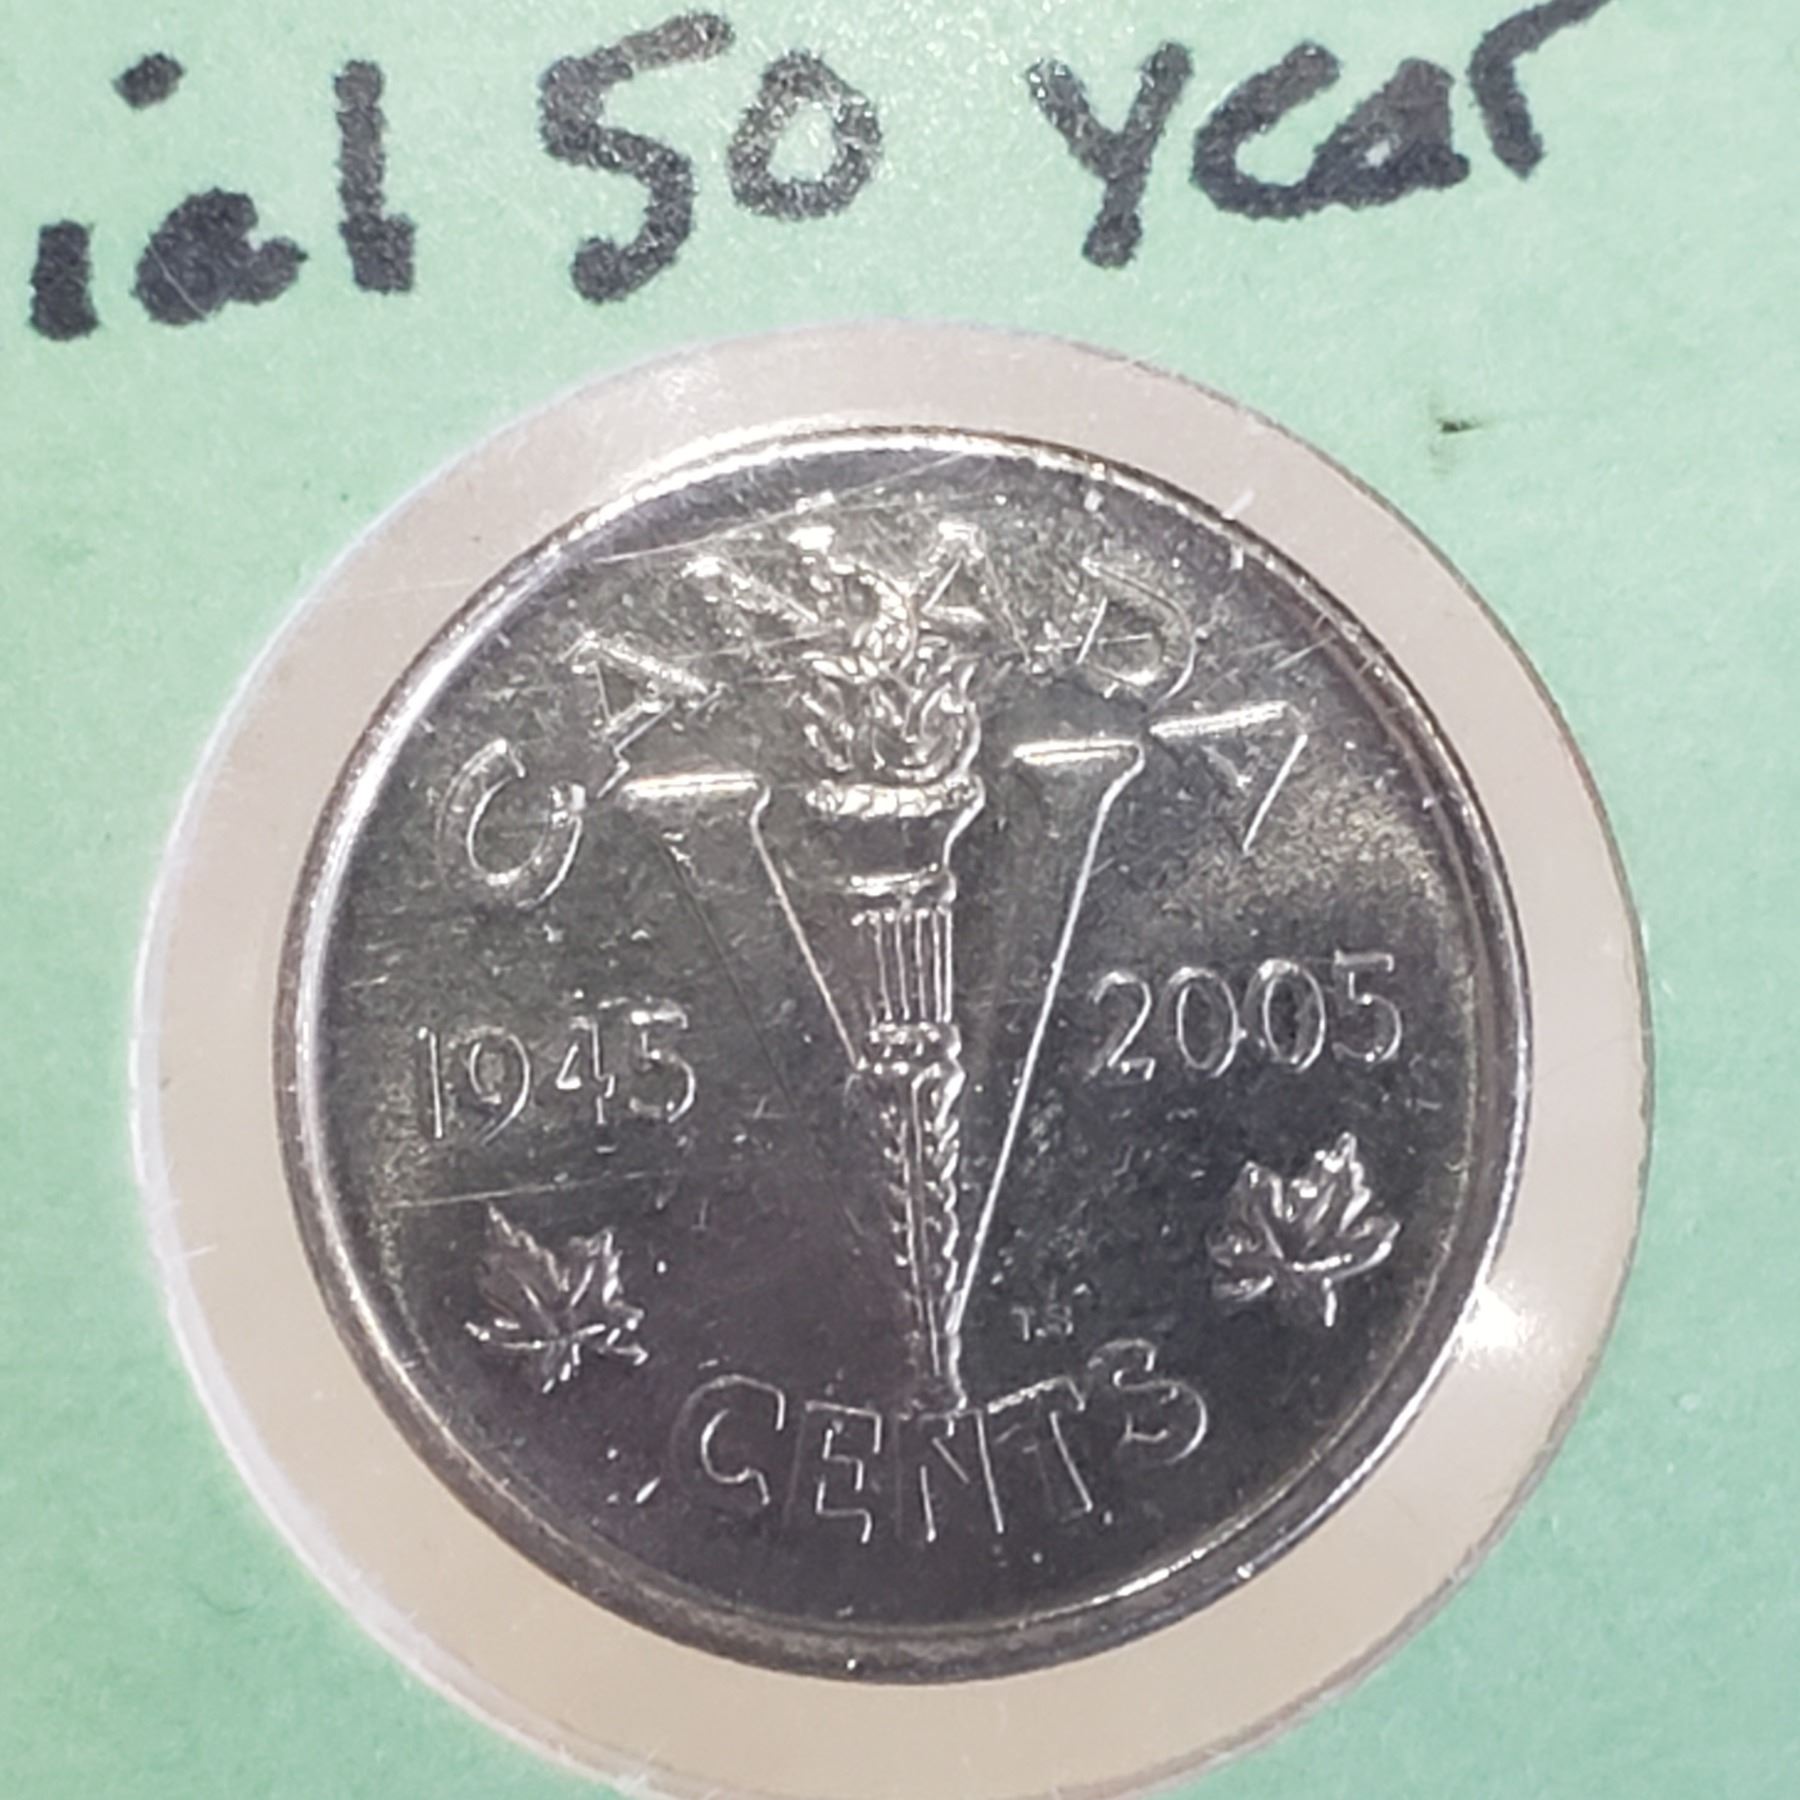 ial 50 year
CANADA
V
1945 2005
T.S
CENTS